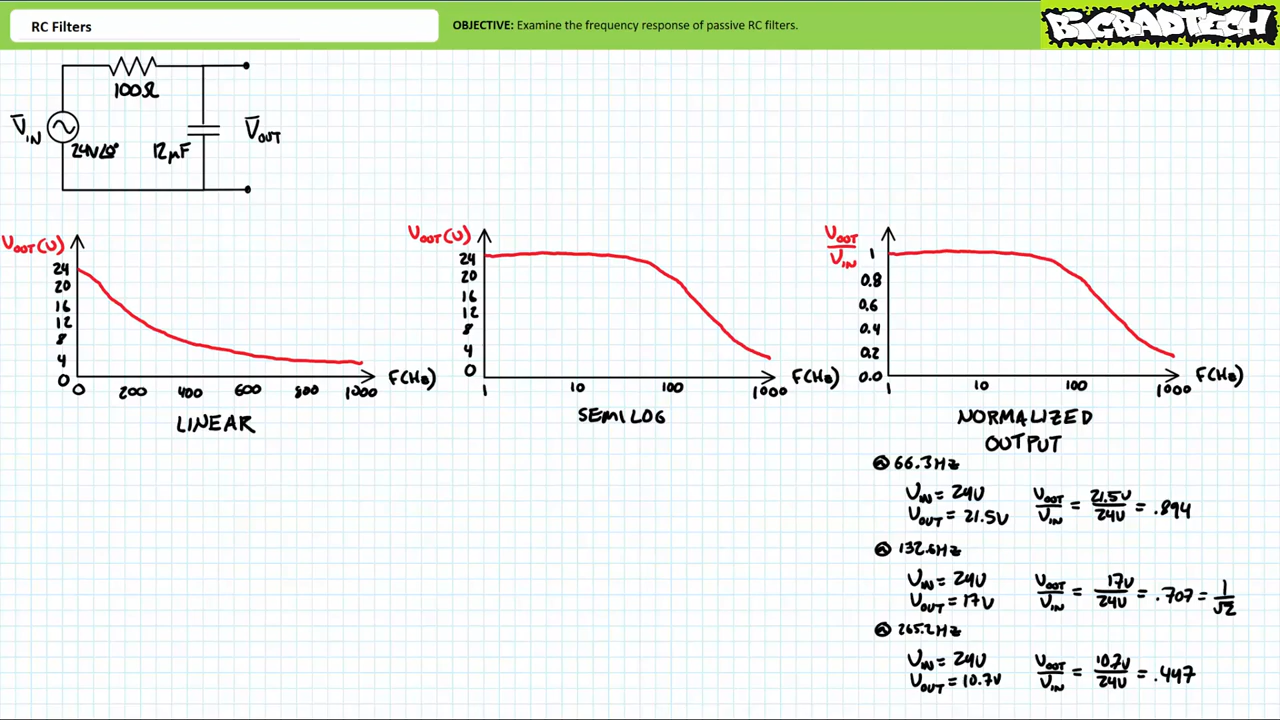 RC Filters
OBJECTIVE: Examine the frequency response of passive RC filters.
BIGBADTECH
100Ω
V̅IN
24V∠0°
12µF
V̅OUT
VOUT(V)
24
20
16
12
8
4
0
0 200 400 600 800 1000
F(Hz)
LINEAR
VOUT(V)
24
20
16
12
8
4
0
1 10 100 1000
F(Hz)
SEMILOG
VOUT
VIN
1
0.8
0.6
0.4
0.2
0.0
1 10 100 1000
F(Hz)
NORMALIZED
OUTPUT
@ 66.3Hz
VIN = 24V
VOUT = 21.5V
VOUT/VIN = 21.5V/24V = .894
@ 132.6Hz
VIN = 24V
VOUT = 17V
VOUT/VIN = 17V/24V = .707 = 1/√2
@ 265.2Hz
VIN = 24V
VOUT = 10.7V
VOUT/VIN = 10.7V/24V = .447